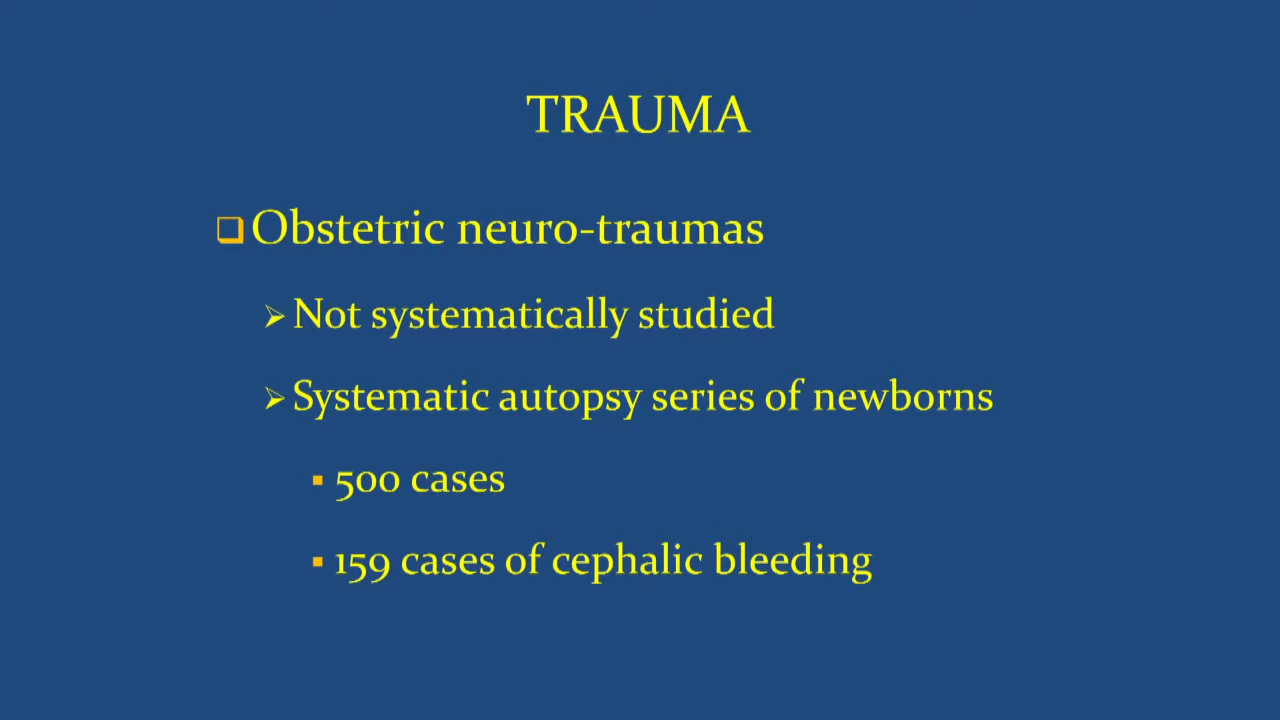 TRAUMA
Obstetric neuro-traumas
Not systematically studied
Systematic autopsy series of newborns
500 cases
159 cases of cephalic bleeding